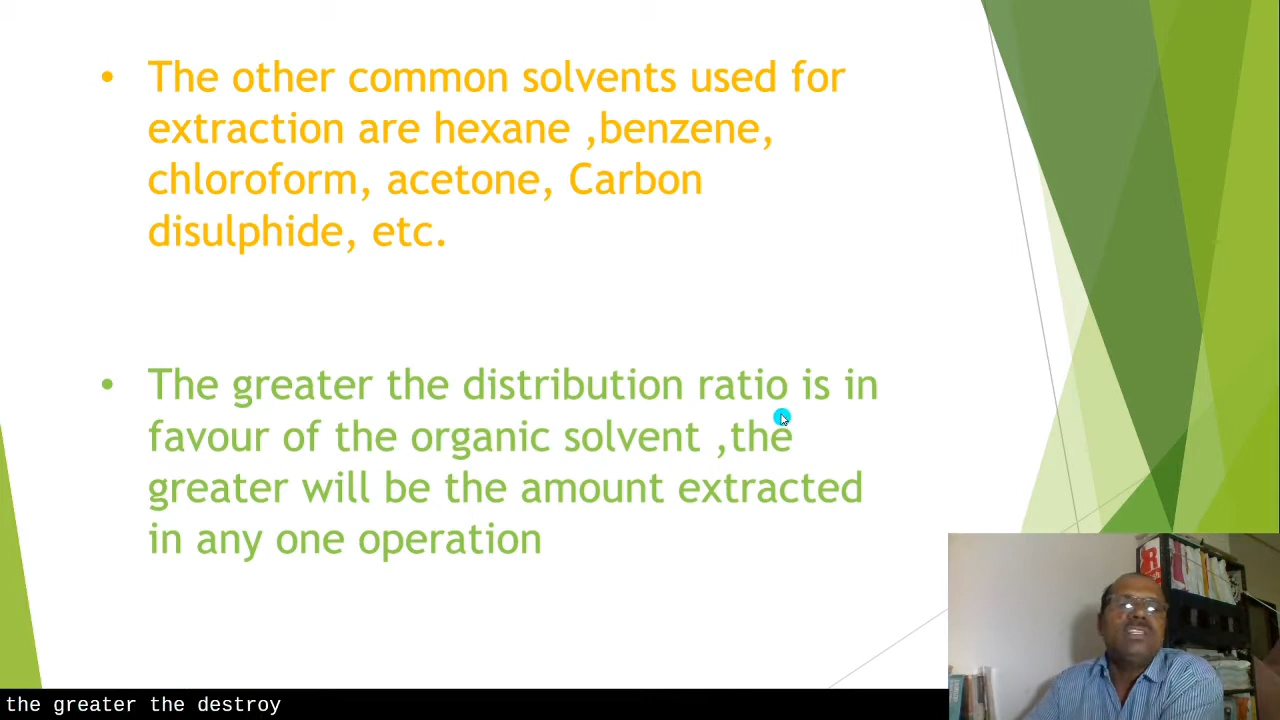 • The other common solvents used for
extraction are hexane ,benzene,
chloroform, acetone, Carbon
disulphide, etc.
• The greater the distribution ratio is in
favour of the organic solvent ,the
greater will be the amount extracted
in any one operation
the greater the destroy